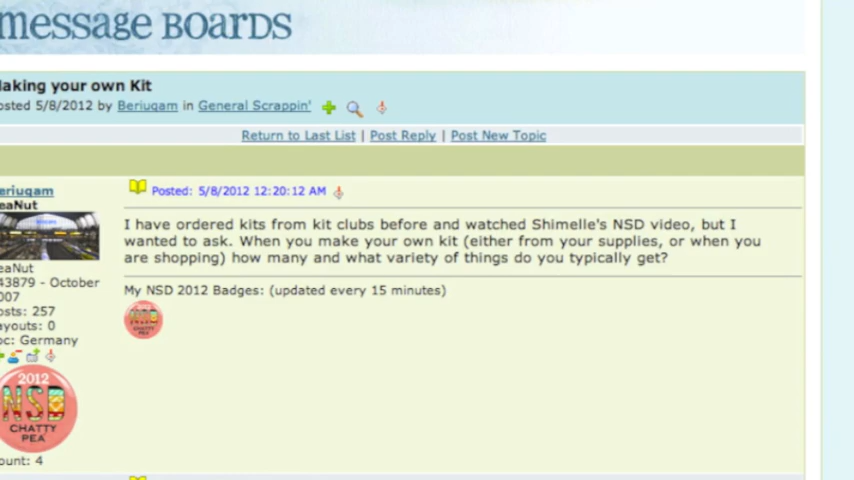 message Boards
aking your own Kit
osted 5/8/2012 by Beriuqam in General Scrappin'
Return to Last List | Post Reply | Post New Topic
eriuqam
eaNut
Posted: 5/8/2012 12:20:12 AM
I have ordered kits from kit clubs before and watched Shimelle's NSD video, but I
wanted to ask. When you make your own kit (either from your supplies, or when you
are shopping) how many and what variety of things do you typically get?
My NSD 2012 Badges: (updated every 15 minutes)
CHATTY
PEA
eaNut
43879 - October
007
osts: 257
ayouts: 0
oc: Germany
2012
NSD
CHATTY
PEA
ount: 4